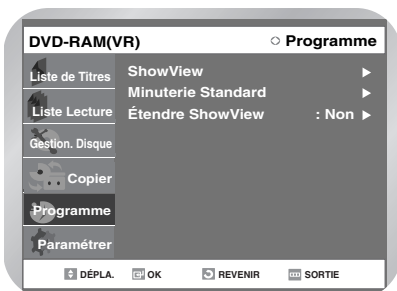 DVD-RAM(VR) Programme
Liste de Titres
Liste Lecture
Gestion. Disque
Copier
Programme
Paramétrer
ShowView
Minuterie Standard
Étendre ShowView : Non
DÉPLA. OK REVENIR SORTIE